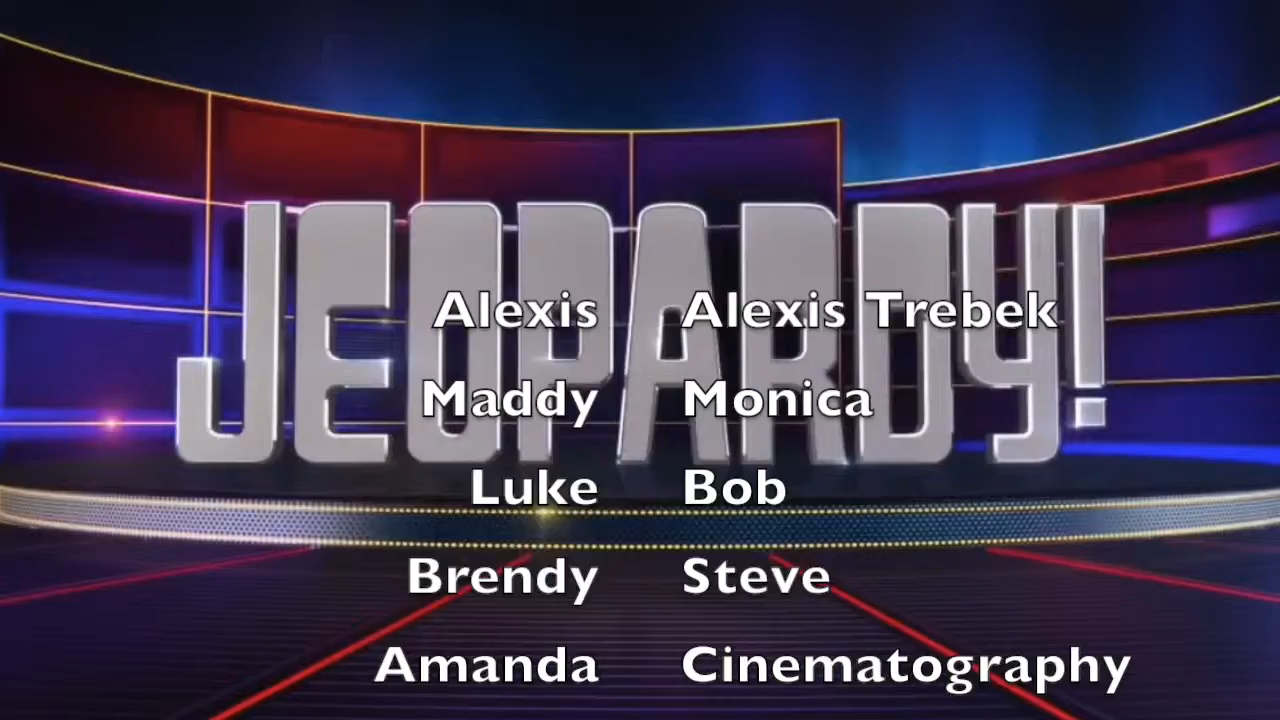 JEOPARDY!
Alexis Alexis Trebek
Maddy Monica
Luke Bob
Brendy Steve
Amanda Cinematography